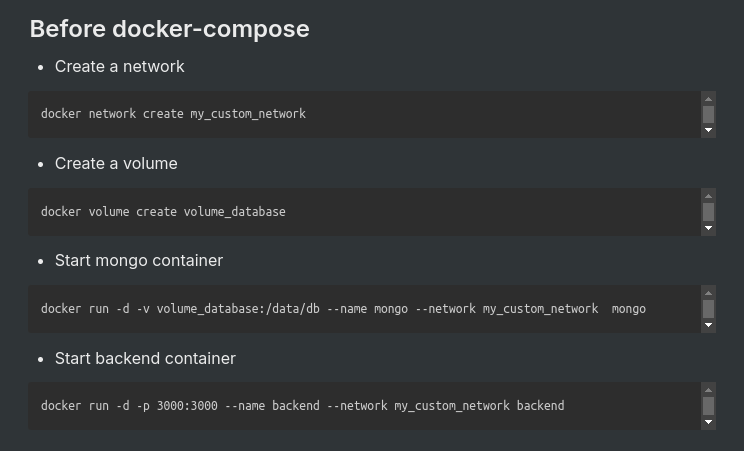 Before docker-compose
• Create a network
docker network create my_custom_network
• Create a volume
docker volume create volume_database
• Start mongo container
docker run -d -v volume_database:/data/db --name mongo --network my_custom_network  mongo
• Start backend container
docker run -d -p 3000:3000 --name backend --network my_custom_network backend